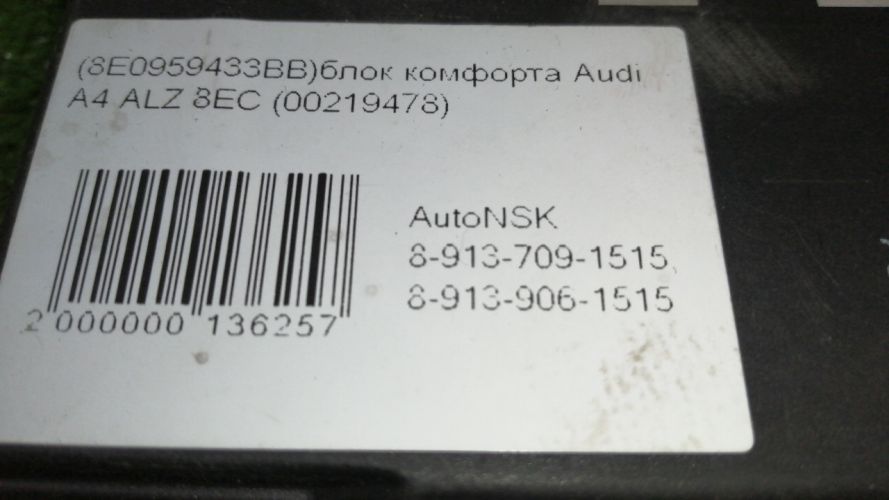 (8E0959433BB)блок комфорта Audi
A4 ALZ 8EC (00219478)
AutoNSK
8-913-709-1515,
8-913-906-1515
2 000000 136257